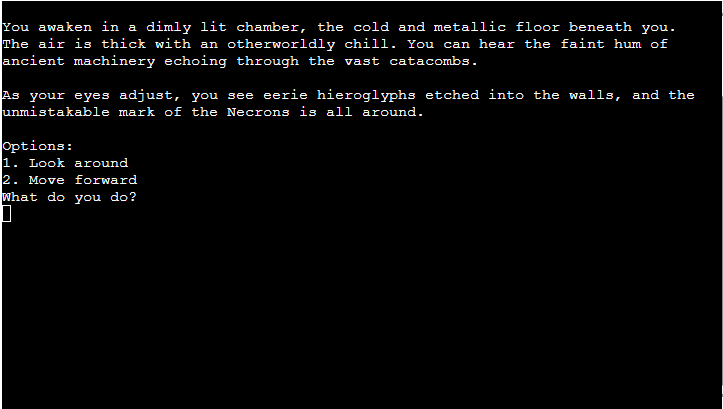 You awaken in a dimly lit chamber, the cold and metallic floor beneath you.
The air is thick with an otherworldly chill. You can hear the faint hum of
ancient machinery echoing through the vast catacombs.
As your eyes adjust, you see eerie hieroglyphs etched into the walls, and the
unmistakable mark of the Necrons is all around.
Options:
1. Look around
2. Move forward
What do you do?